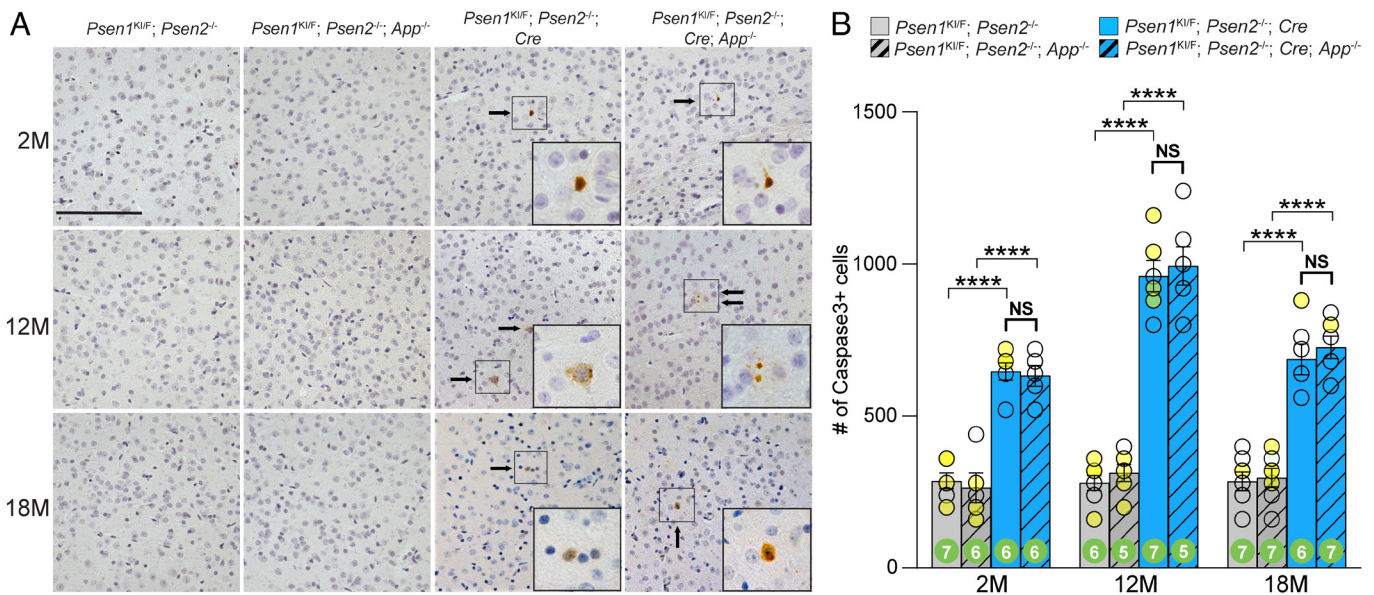 A
Psen1KI/F; Psen2-/-
Psen1KI/F; Psen2-/-; App-/-
Psen1KI/F; Psen2-/-;
Cre
Psen1KI/F; Psen2-/-;
Cre; App-/-
2M
12M
18M
B
Psen1KI/F; Psen2-/-
Psen1KI/F; Psen2-/-; Cre
Psen1KI/F; Psen2-/-; App-/-
Psen1KI/F; Psen2-/-; Cre; App-/-
# of Caspase3+ cells
1500
1000
500
0
****
****
NS
****
****
NS
****
****
NS
7 6 6 6 6 5 7 5 7 7 6 7
2M 12M 18M